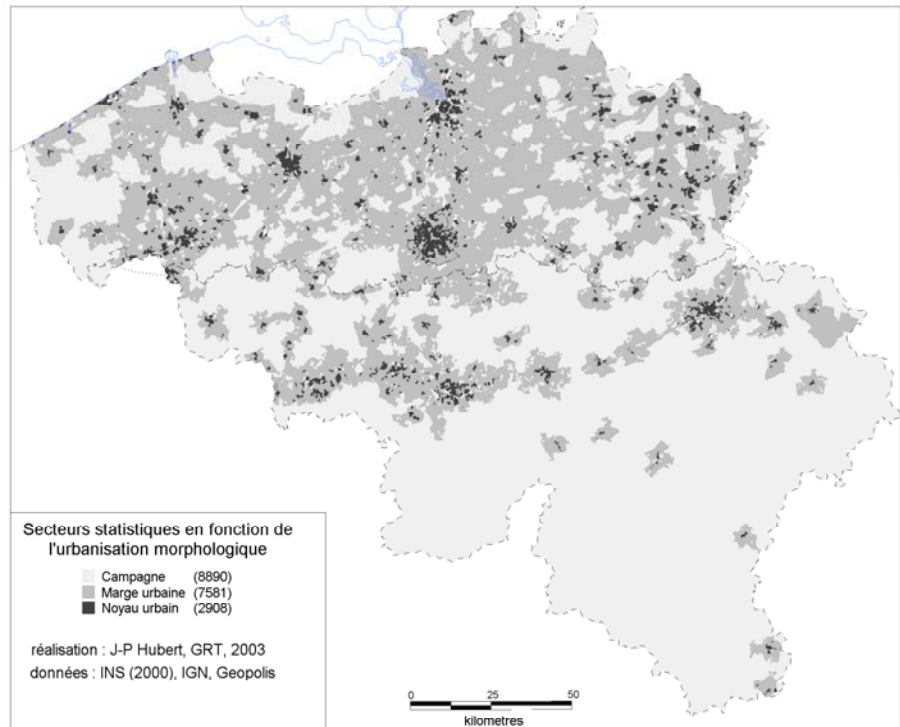 Secteurs statistiques en fonction de
l'urbanisation morphologique
Campagne (8890)
Marge urbaine (7581)
Noyau urbain (2908)
réalisation : J-P Hubert, GRT, 2003
données : INS (2000), IGN, Geopolis
0 25 50
kilometres